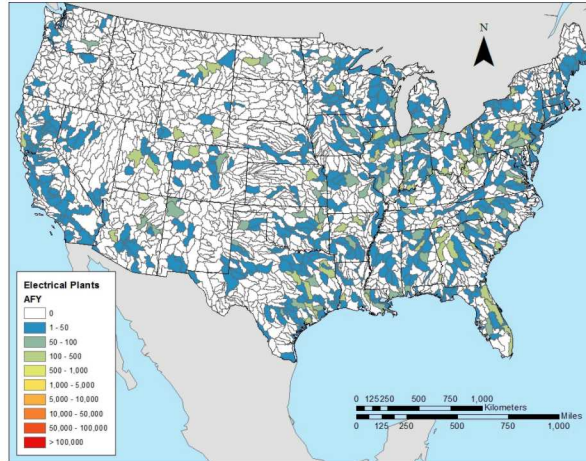 N
Electrical Plants
AFY
0
1 - 50
50 - 100
100 - 500
500 - 1,000
1,000 - 5,000
5,000 - 10,000
10,000 - 50,000
50,000 - 100,000
> 100,000
0 125 250 500 750 1,000
Kilometers
Miles
0 125 250 500 750 1,000